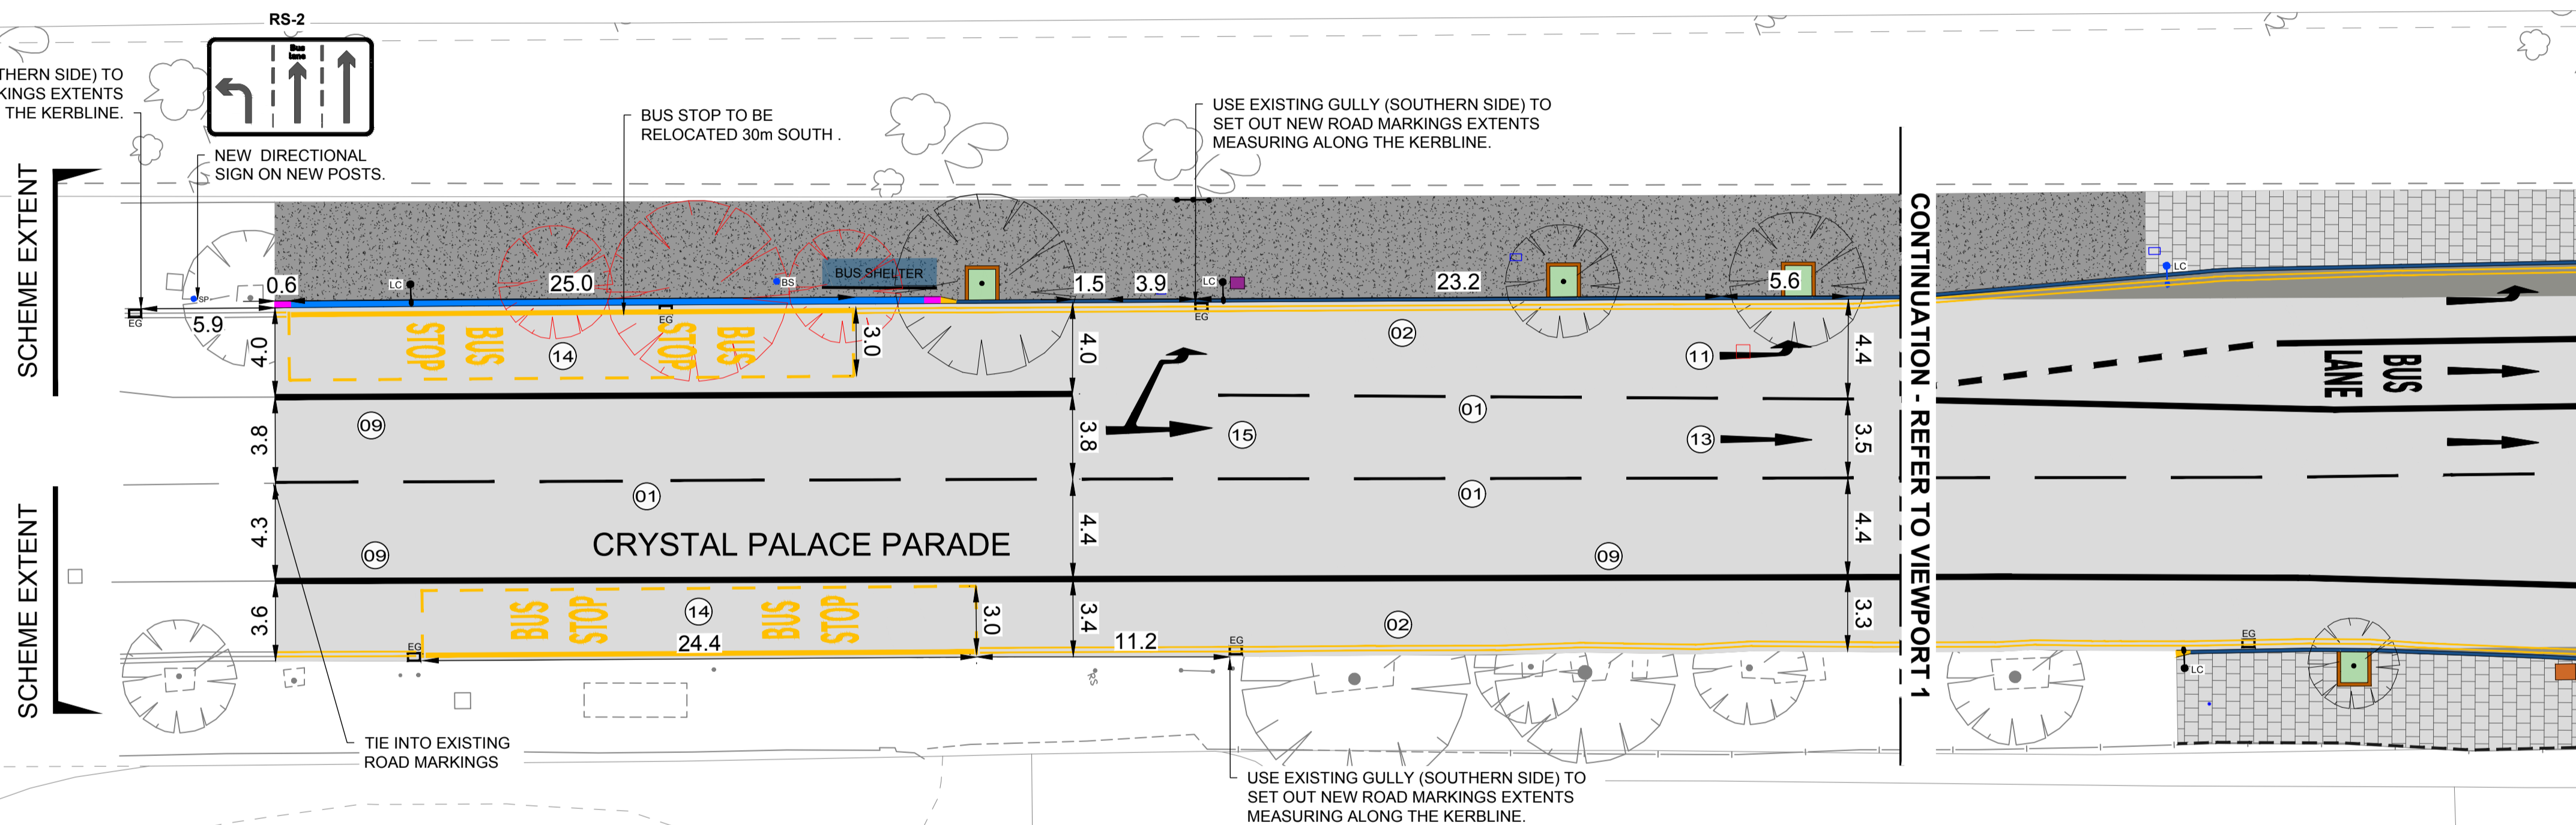 RS-2
Bus
lane
THERN SIDE) TO
KINGS EXTENTS
THE KERBLINE.
NEW DIRECTIONAL
SIGN ON NEW POSTS.
BUS STOP TO BE
RELOCATED 30m SOUTH .
USE EXISTING GULLY (SOUTHERN SIDE) TO
SET OUT NEW ROAD MARKINGS EXTENTS
MEASURING ALONG THE KERBLINE.
SCHEME EXTENT
SCHEME EXTENT
CONTINUATION - REFER TO VIEWPORT 1
BUS SHELTER
0.6
LC
25.0
BS
1.5
3.9
LC
23.2
5.6
LC
SP
EG
5.9
EG
EG
4.0
BUS
STOP
14
BUS
STOP
3.0
4.0
02
11
4.4
BUS
LANE
09
3.8
3.8
15
01
13
3.5
01
01
4.3
CRYSTAL PALACE PARADE
4.4
4.4
09
09
3.6
BUS
STOP
14
BUS
STOP
3.0
3.4
02
3.3
EG
24.4
11.2
EG
EG
LC
RS
TIE INTO EXISTING
ROAD MARKINGS
USE EXISTING GULLY (SOUTHERN SIDE) TO
SET OUT NEW ROAD MARKINGS EXTENTS
MEASURING ALONG THE KERBLINE.